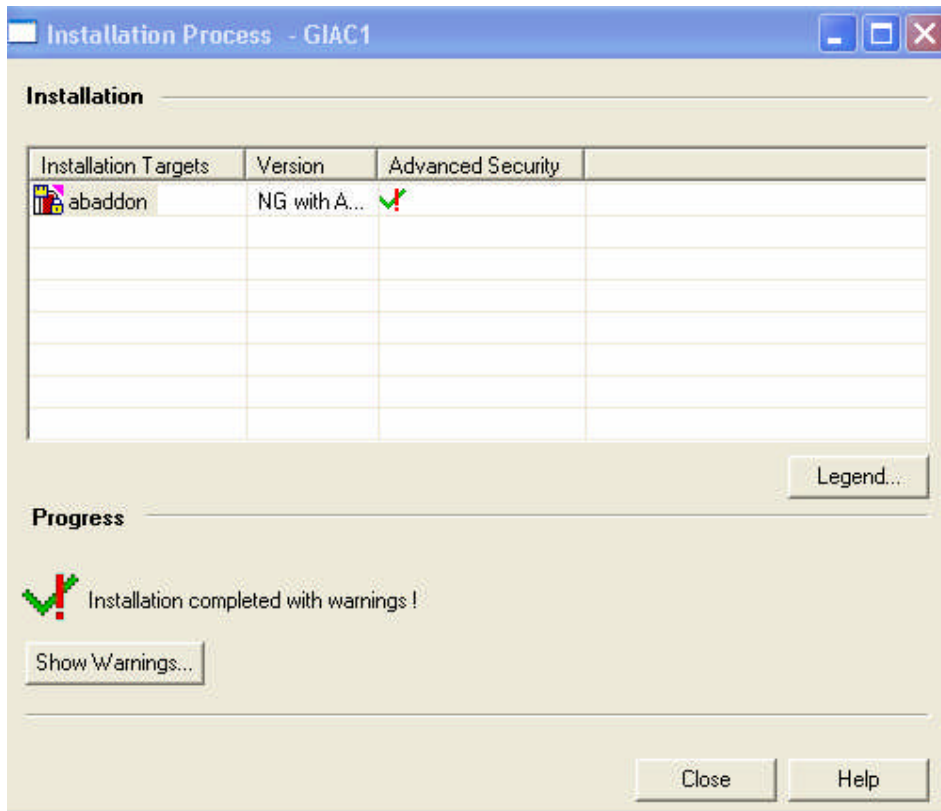 Installation Process - GIAC1
Installation
Installation Targets Version Advanced Security
abaddon NG with A...
Legend...
Progress
Installation completed with warnings !
Show Warnings...
Close Help